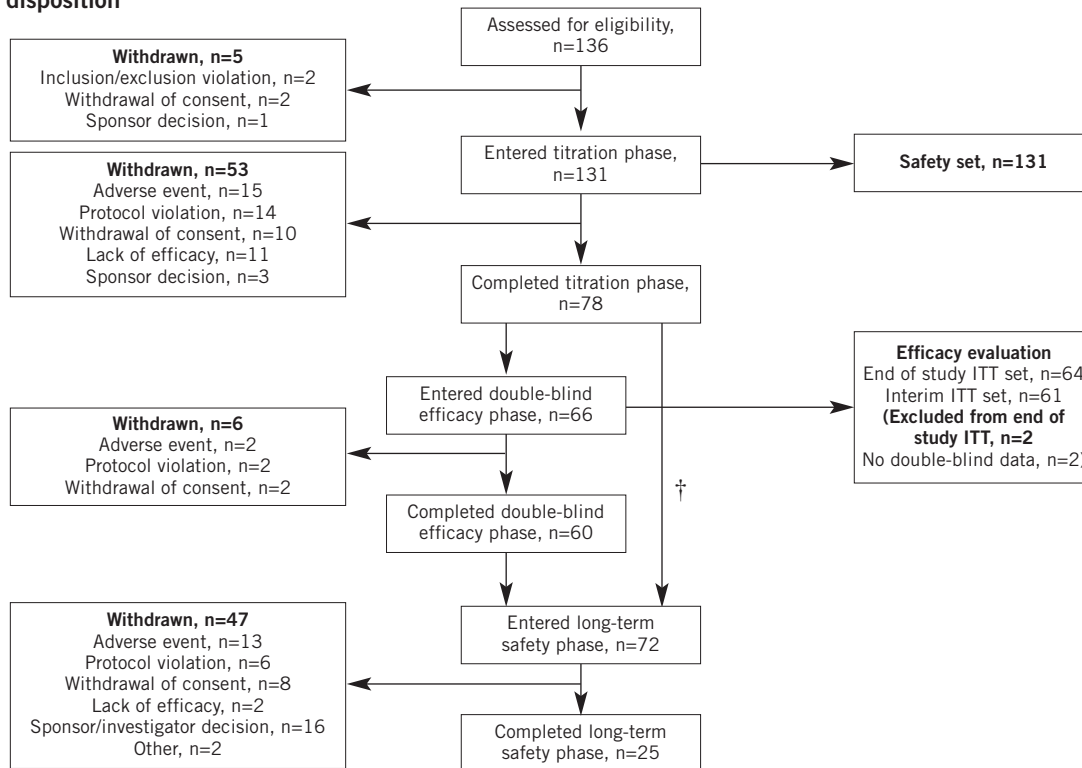 disposition
Assessed for eligibility,
n=136
Withdrawn, n=5
Inclusion/exclusion violation, n=2
Withdrawal of consent, n=2
Sponsor decision, n=1
Entered titration phase,
n=131
Safety set, n=131
Withdrawn, n=53
Adverse event, n=15
Protocol violation, n=14
Withdrawal of consent, n=10
Lack of efficacy, n=11
Sponsor decision, n=3
Completed titration phase,
n=78
Entered double-blind
efficacy phase, n=66
Efficacy evaluation
End of study ITT set, n=64
Interim ITT set, n=61
(Excluded from end of
study ITT, n=2
No double-blind data, n=2)
Withdrawn, n=6
Adverse event, n=2
Protocol violation, n=2
Withdrawal of consent, n=2
†
Completed double-blind
efficacy phase, n=60
Entered long-term
safety phase, n=72
Withdrawn, n=47
Adverse event, n=13
Protocol violation, n=6
Withdrawal of consent, n=8
Lack of efficacy, n=2
Sponsor/investigator decision, n=16
Other, n=2
Completed long-term
safety phase, n=25